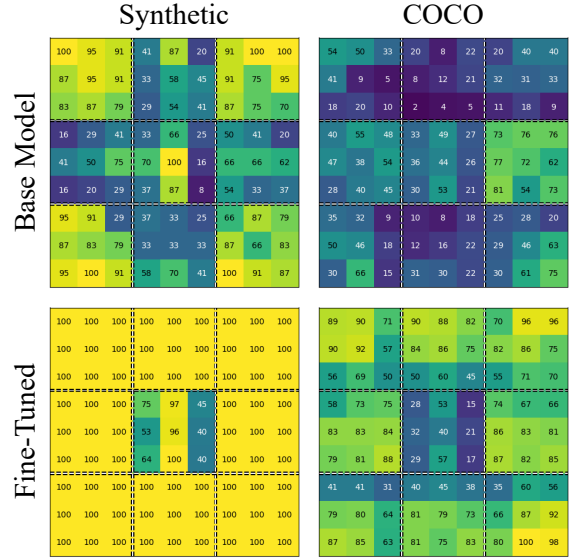 Synthetic COCO
Base Model
100 95 91 41 87 20 91 100 100 54 50 33 20 8 22 20 40 40
87 95 91 33 58 45 91 75 95 41 9 5 8 12 21 32 31 33
83 87 79 29 54 41 87 75 70 18 20 10 2 4 5 11 18 9
16 29 41 33 66 25 50 41 20 40 55 48 33 49 27 73 76 76
41 50 75 70 100 16 66 66 62 47 38 54 36 44 26 77 72 62
16 20 29 37 87 8 54 33 37 28 40 45 30 53 21 81 54 73
95 91 29 37 33 25 66 87 79 35 32 9 10 8 18 25 28 20
87 83 79 33 33 33 87 66 83 50 46 18 12 16 22 29 46 63
95 100 91 58 70 41 100 91 87 30 66 15 31 30 22 30 61 75
Fine-Tuned
100 100 100 100 100 100 100 100 100 89 90 71 90 88 82 70 96 96
100 100 100 100 100 100 100 100 100 90 92 57 84 86 75 82 86 75
100 100 100 100 100 100 100 100 100 56 69 50 50 60 45 55 71 70
100 100 100 75 97 45 100 100 100 58 73 75 28 53 15 74 67 66
100 100 100 53 96 40 100 100 100 83 83 84 32 40 21 86 83 82
100 100 100 64 100 40 100 100 100 79 81 88 29 57 17 87 82 81
100 100 100 100 100 100 100 100 100 41 41 31 40 45 38 35 60 56
100 100 100 100 100 100 100 100 100 79 80 64 81 79 73 66 87 92
100 100 100 100 100 100 100 100 100 87 85 63 81 75 83 80 100 98